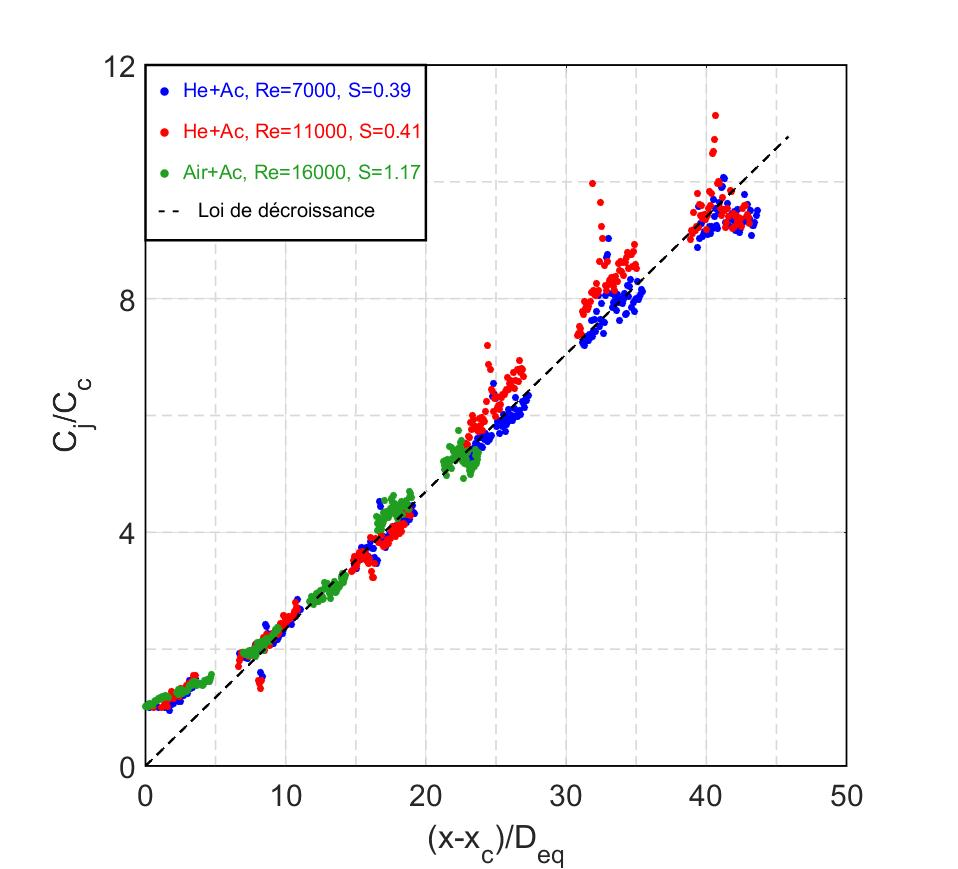 12
He+Ac, Re=7000, S=0.39
He+Ac, Re=11000, S=0.41
Air+Ac, Re=16000, S=1.17
Loi de décroissance
8
C_j/C_c
4
0
0 10 20 30 40 50
(x-x_c)/D_eq